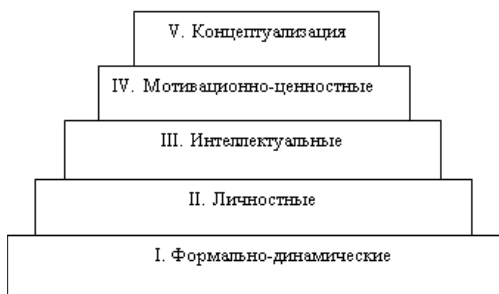 V. Концептуализация
IV. Мотивационно-ценностные
III. Интеллектуальные
II. Личностные
I. Формально-динамические